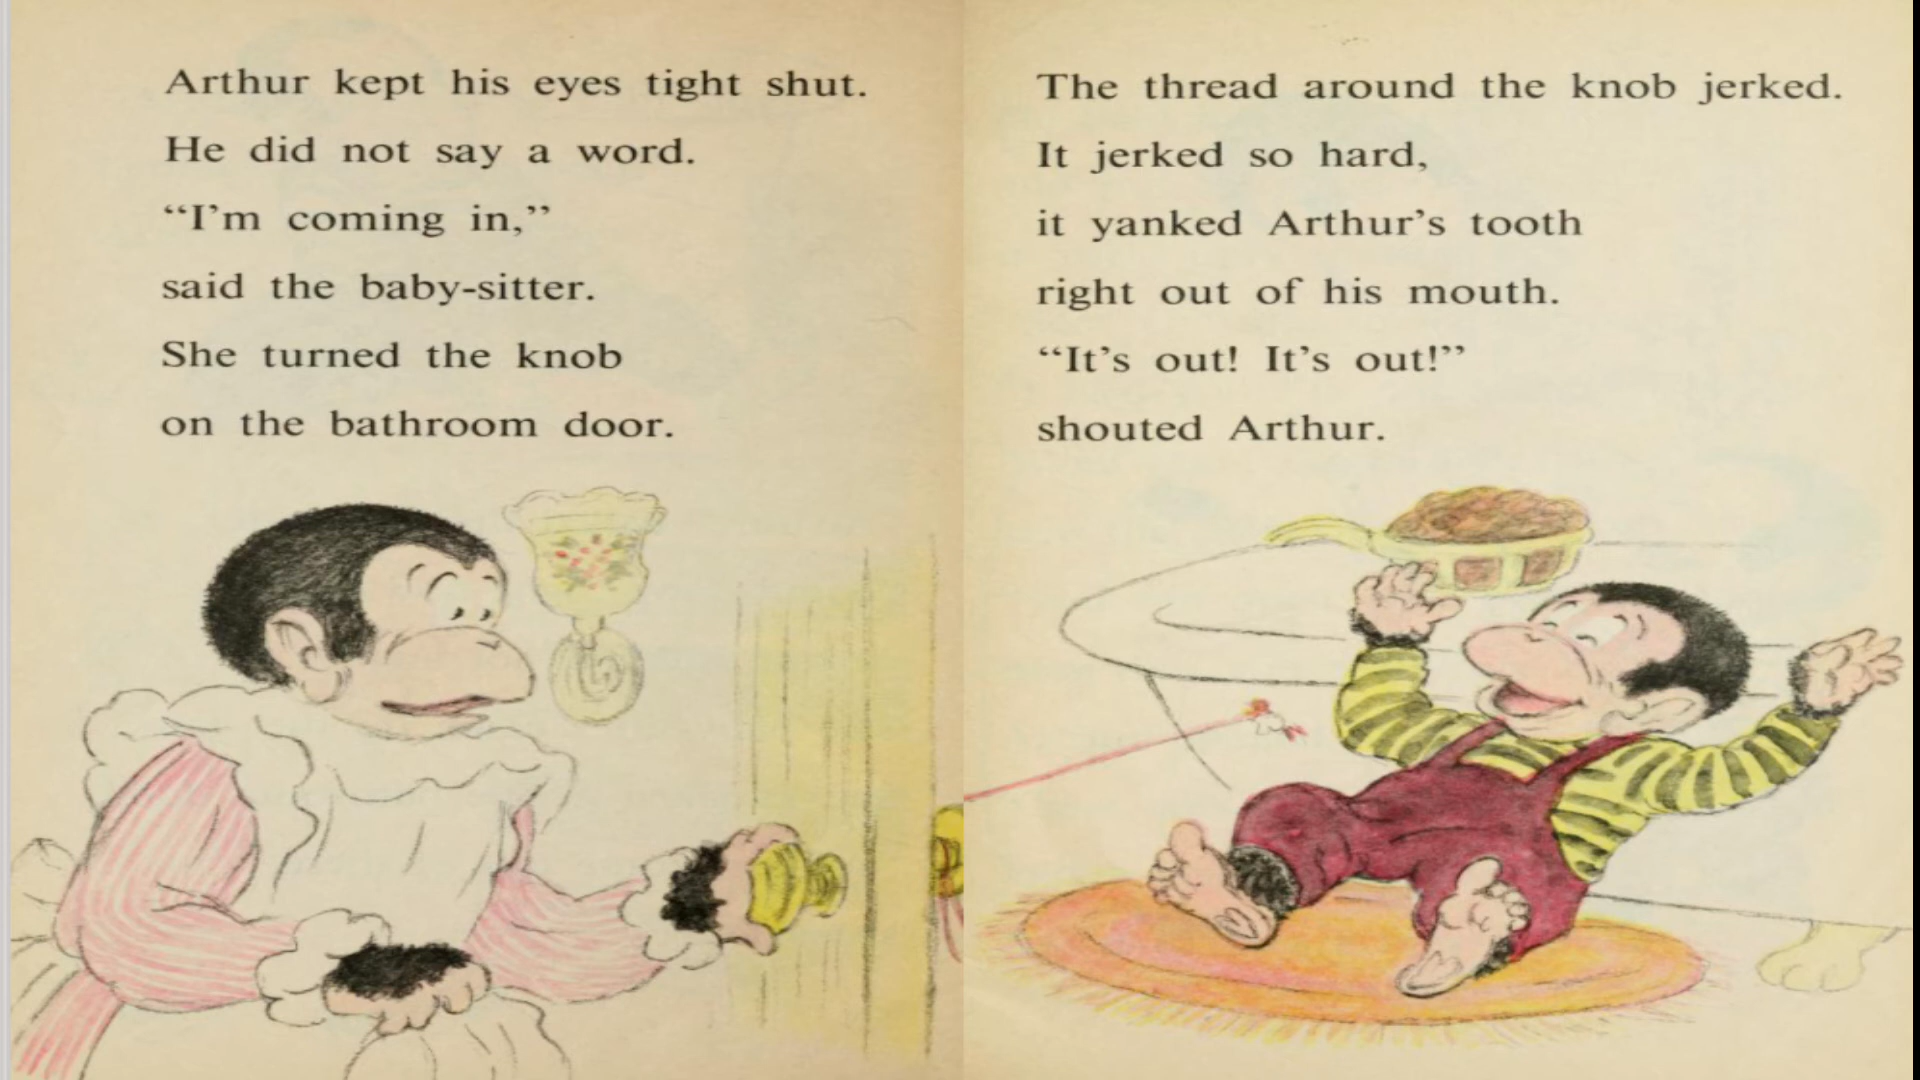 Arthur kept his eyes tight shut.
He did not say a word.
“I’m coming in,”
said the baby-sitter.
She turned the knob
on the bathroom door.
The thread around the knob jerked.
It jerked so hard,
it yanked Arthur’s tooth
right out of his mouth.
“It’s out! It’s out!”
shouted Arthur.